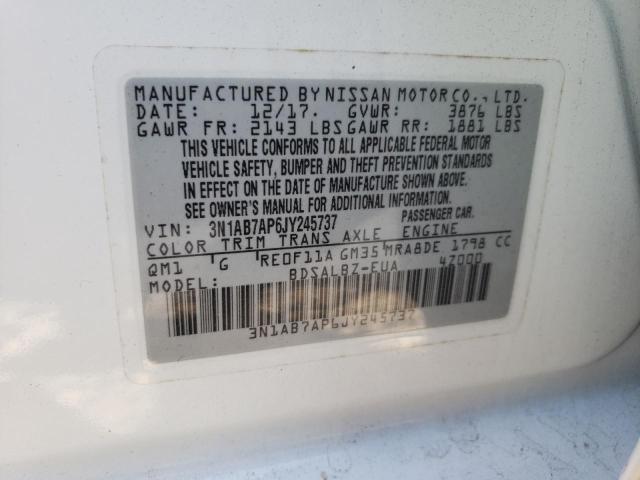 MANUFACTURED BY NISSAN MOTOR CO., LTD.
DATE: 12/17. GVWR: 3876 LBS
GAWR FR: 2143 LBS GAWR RR: 1881 LBS
THIS VEHICLE CONFORMS TO ALL APPLICABLE FEDERAL MOTOR
VEHICLE SAFETY, BUMPER AND THEFT PREVENTION STANDARDS
IN EFFECT ON THE DATE OF MANUFACTURE SHOWN ABOVE.
SEE OWNER'S MANUAL FOR ADDITIONAL INFORMATION.
VIN: 3N1AB7AP6JY245737 PASSENGER CAR.
COLOR TRIM TRANS AXLE ENGINE
QM1 'G RE0F11A GM35 'MRA8DE 1798 CC
MODEL: BDSALBZ-EUA 42000
3N1AB7AP6JY245737